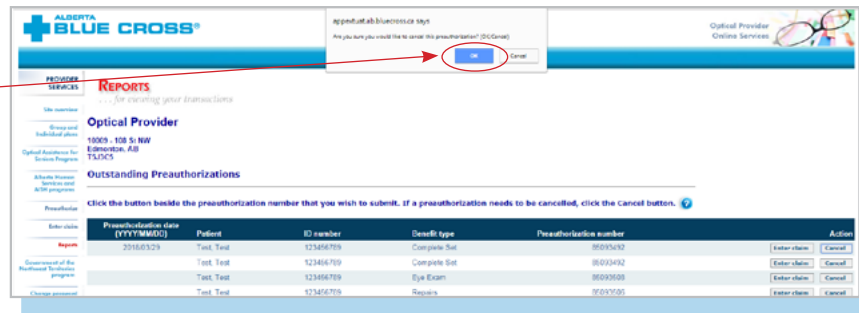 ALBERTA
BLUE CROSS®
appextuat.ab.bluecross.ca says
Are you sure you would like to cancel this preauthorization? (OK/Cancel)
OK Cancel
Optical Provider
Online Services
PROVIDER
SERVICES
Site overview
Group and
Individual plans
Optical Assistance for
Seniors Program
Alberta Human
Services and
AISH programs
Preauthorize
Enter claim
Reports
Government of the
Northwest Territories
program
Change password
REPORTS
. . . for viewing your transactions
Optical Provider
10009 - 108 St NW
Edmonton, AB
T5J3C5
Outstanding Preauthorizations
Click the button beside the preauthorization number that you wish to submit. If a preauthorization needs to be cancelled, click the Cancel button. ?
Preauthorization date (YYYY/MM/DD) Patient ID number Benefit type Preauthorization number Action
2018/03/29 Test, Test 123456789 Complete Set 86093492 Enter claim Cancel
Test, Test 123456789 Complete Set 86093492 Enter claim Cancel
Test, Test 123456789 Eye Exam Enter claim Cancel
Test, Test 123456789 Repairs Enter claim Cancel